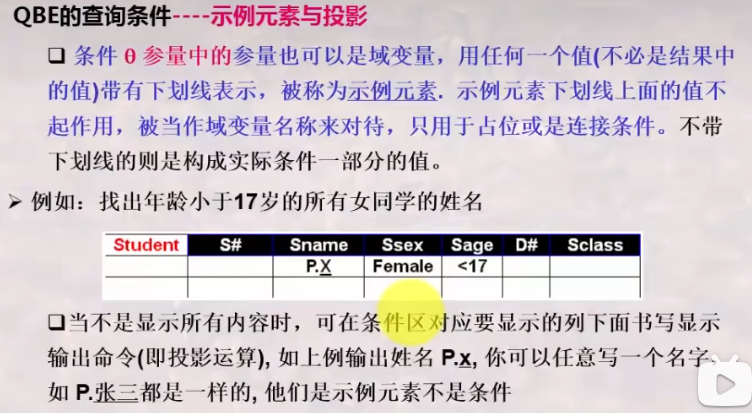 QBE的查询条件----示例元素与投影
❑ 条件 θ 参量中的参量也可以是域变量，用任何一个值(不必是结果中
的值)带有下划线表示，被称为示例元素. 示例元素下划线上面的值不
起作用，被当作域变量名称来对待，只用于占位或是连接条件。不带
下划线的则是构成实际条件一部分的值。
➢ 例如：找出年龄小于17岁的所有女同学的姓名
Student S# Sname Ssex Sage D# Sclass
P.X Female <17
❑当不是显示所有内容时，可在条件区对应要显示的列下面书写显示
输出命令(即投影运算), 如上例输出姓名 P.x, 你可以任意写一个名字，
如 P.张三都是一样的, 他们是示例元素不是条件